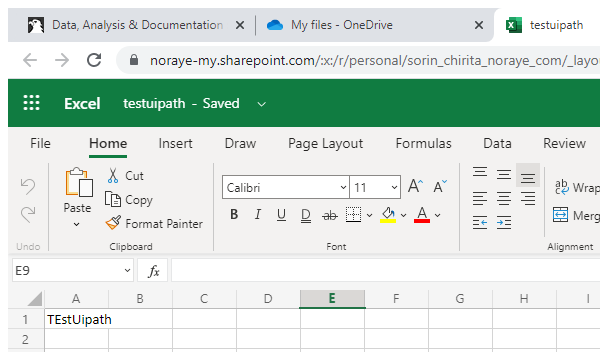 Data, Analysis & Documentation
My files - OneDrive
testuipath
noraye-my.sharepoint.com/:x:/r/personal/sorin_chirita_noraye_com/_layo
Excel testuipath - Saved
File Home Insert Draw Page Layout Formulas Data Review
Cut
Copy
Format Painter
Paste
Calibri 11 A A
B I U D ab A
ab Wrap
c
Merg
Undo Clipboard Font Alignment
E9 fx
A B C D E F G H I
1 TEstUipath
2